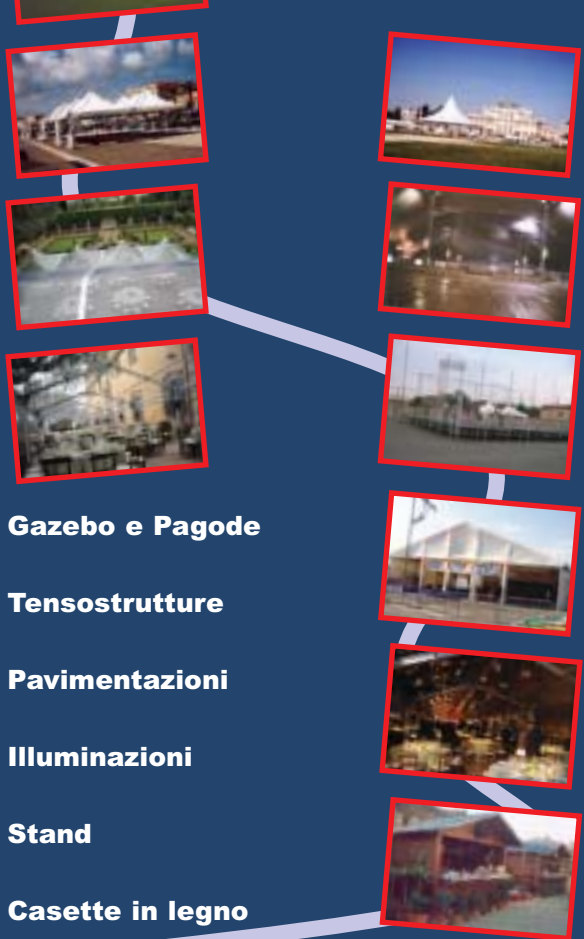 Gazebo e Pagode
Tensostrutture
Pavimentazioni
Illuminazioni
Stand
Casette in legno